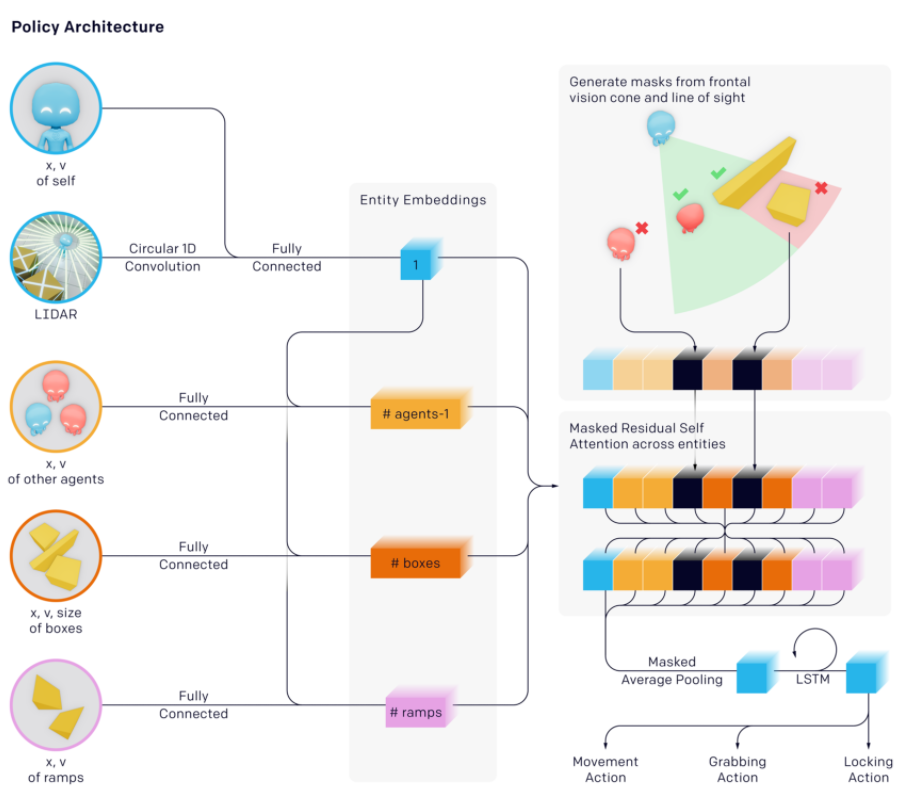 Policy Architecture
x, v
of self
Circular 1D
Convolution
Fully
Connected
LIDAR
Entity Embeddings
1
Fully
Connected
# agents-1
x, v
of other agents
Fully
Connected
# boxes
x, v, size
of boxes
Fully
Connected
# ramps
x, v
of ramps
Generate masks from frontal
vision cone and line of sight
Masked Residual Self
Attention across entities
Masked
Average Pooling
LSTM
Movement
Action
Grabbing
Action
Locking
Action